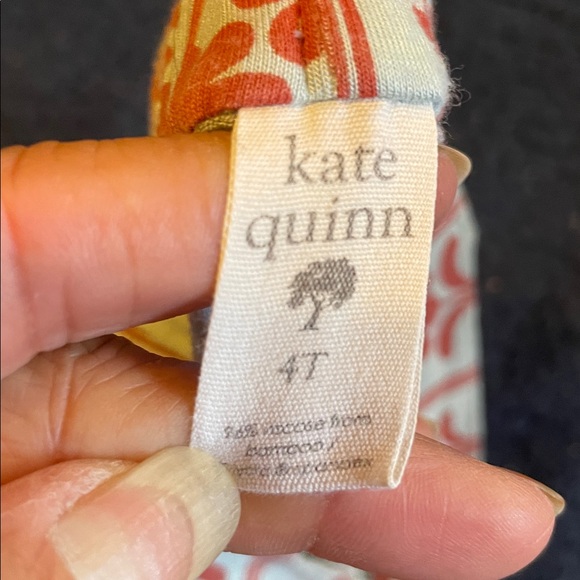 kate
quinn
4T
viscose from
bamboo /